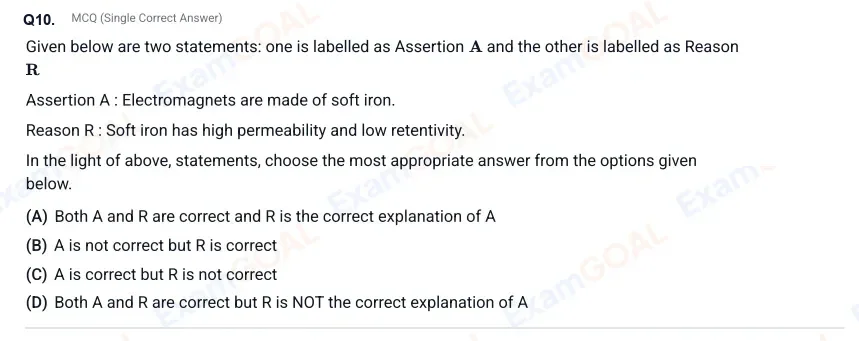 Q10. MCQ (Single Correct Answer)
Given below are two statements: one is labelled as Assertion A and the other is labelled as Reason
R
Assertion A : Electromagnets are made of soft iron.
Reason R : Soft iron has high permeability and low retentivity.
In the light of above, statements, choose the most appropriate answer from the options given
below.
(A) Both A and R are correct and R is the correct explanation of A
(B) A is not correct but R is correct
(C) A is correct but R is not correct
(D) Both A and R are correct but R is NOT the correct explanation of A